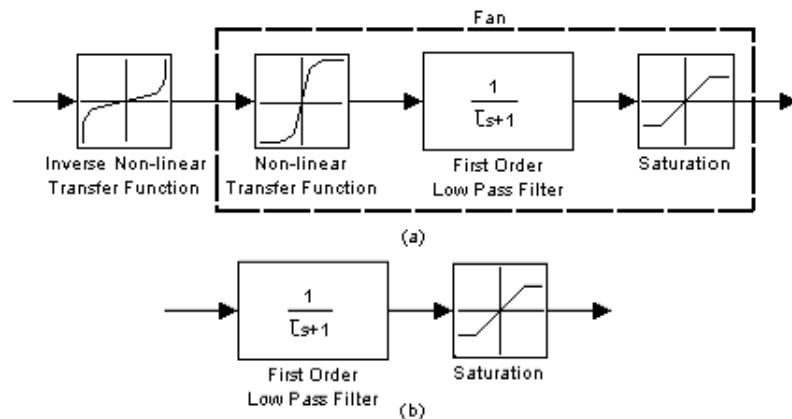 Fan
1
τs+1
Inverse Non-linear
Transfer Function
Non-linear
Transfer Function
First Order
Low Pass Filter
Saturation
(a)
1
τs+1
First Order
Low Pass Filter
Saturation
(b)